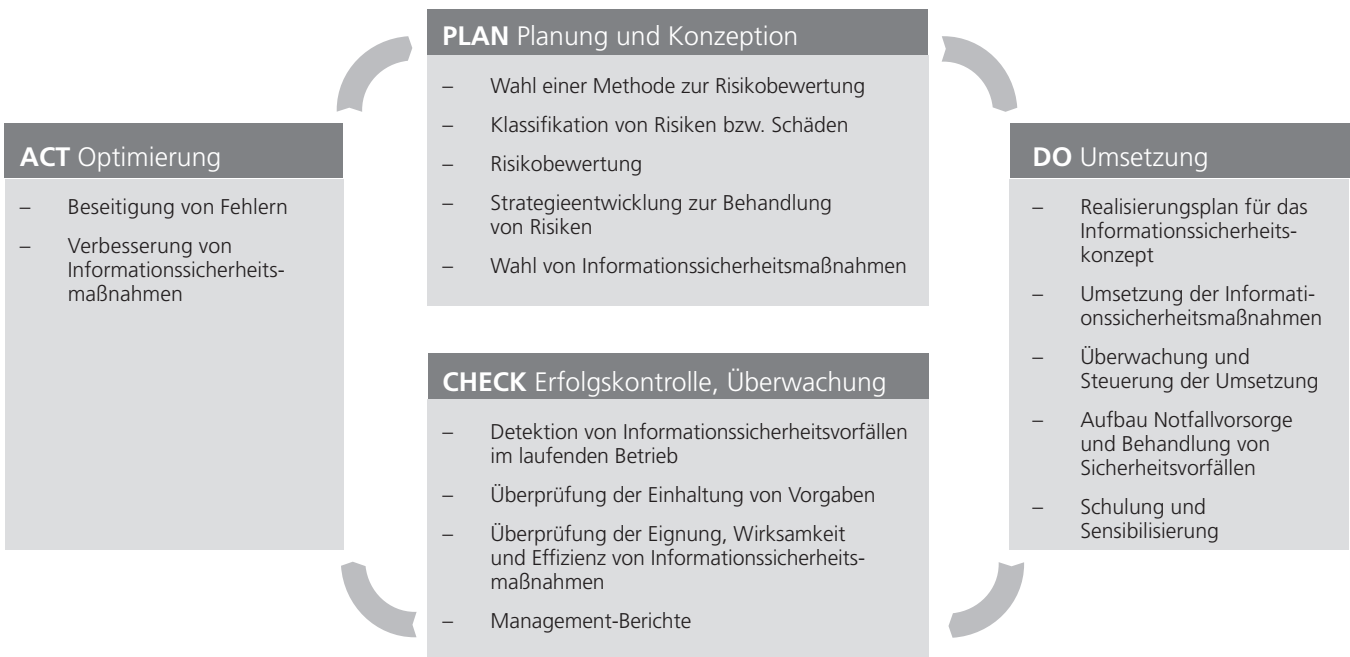 PLAN Planung und Konzeption
– Wahl einer Methode zur Risikobewertung
– Klassifikation von Risiken bzw. Schäden
– Risikobewertung
– Strategieentwicklung zur Behandlung
von Risiken
– Wahl von Informationssicherheitsmaßnahmen
DO Umsetzung
– Realisierungsplan für das
Informationssicherheits-
konzept
– Umsetzung der Informati-
onssicherheitsmaßnahmen
– Überwachung und
Steuerung der Umsetzung
– Aufbau Notfallvorsorge
und Behandlung von
Sicherheitsvorfällen
– Schulung und
Sensibilisierung
CHECK Erfolgskontrolle, Überwachung
– Detektion von Informationssicherheitsvorfällen
im laufenden Betrieb
– Überprüfung der Einhaltung von Vorgaben
– Überprüfung der Eignung, Wirksamkeit
und Effizienz von Informationssicherheits-
maßnahmen
– Management-Berichte
ACT Optimierung
– Beseitigung von Fehlern
– Verbesserung von
Informationssicherheits-
maßnahmen